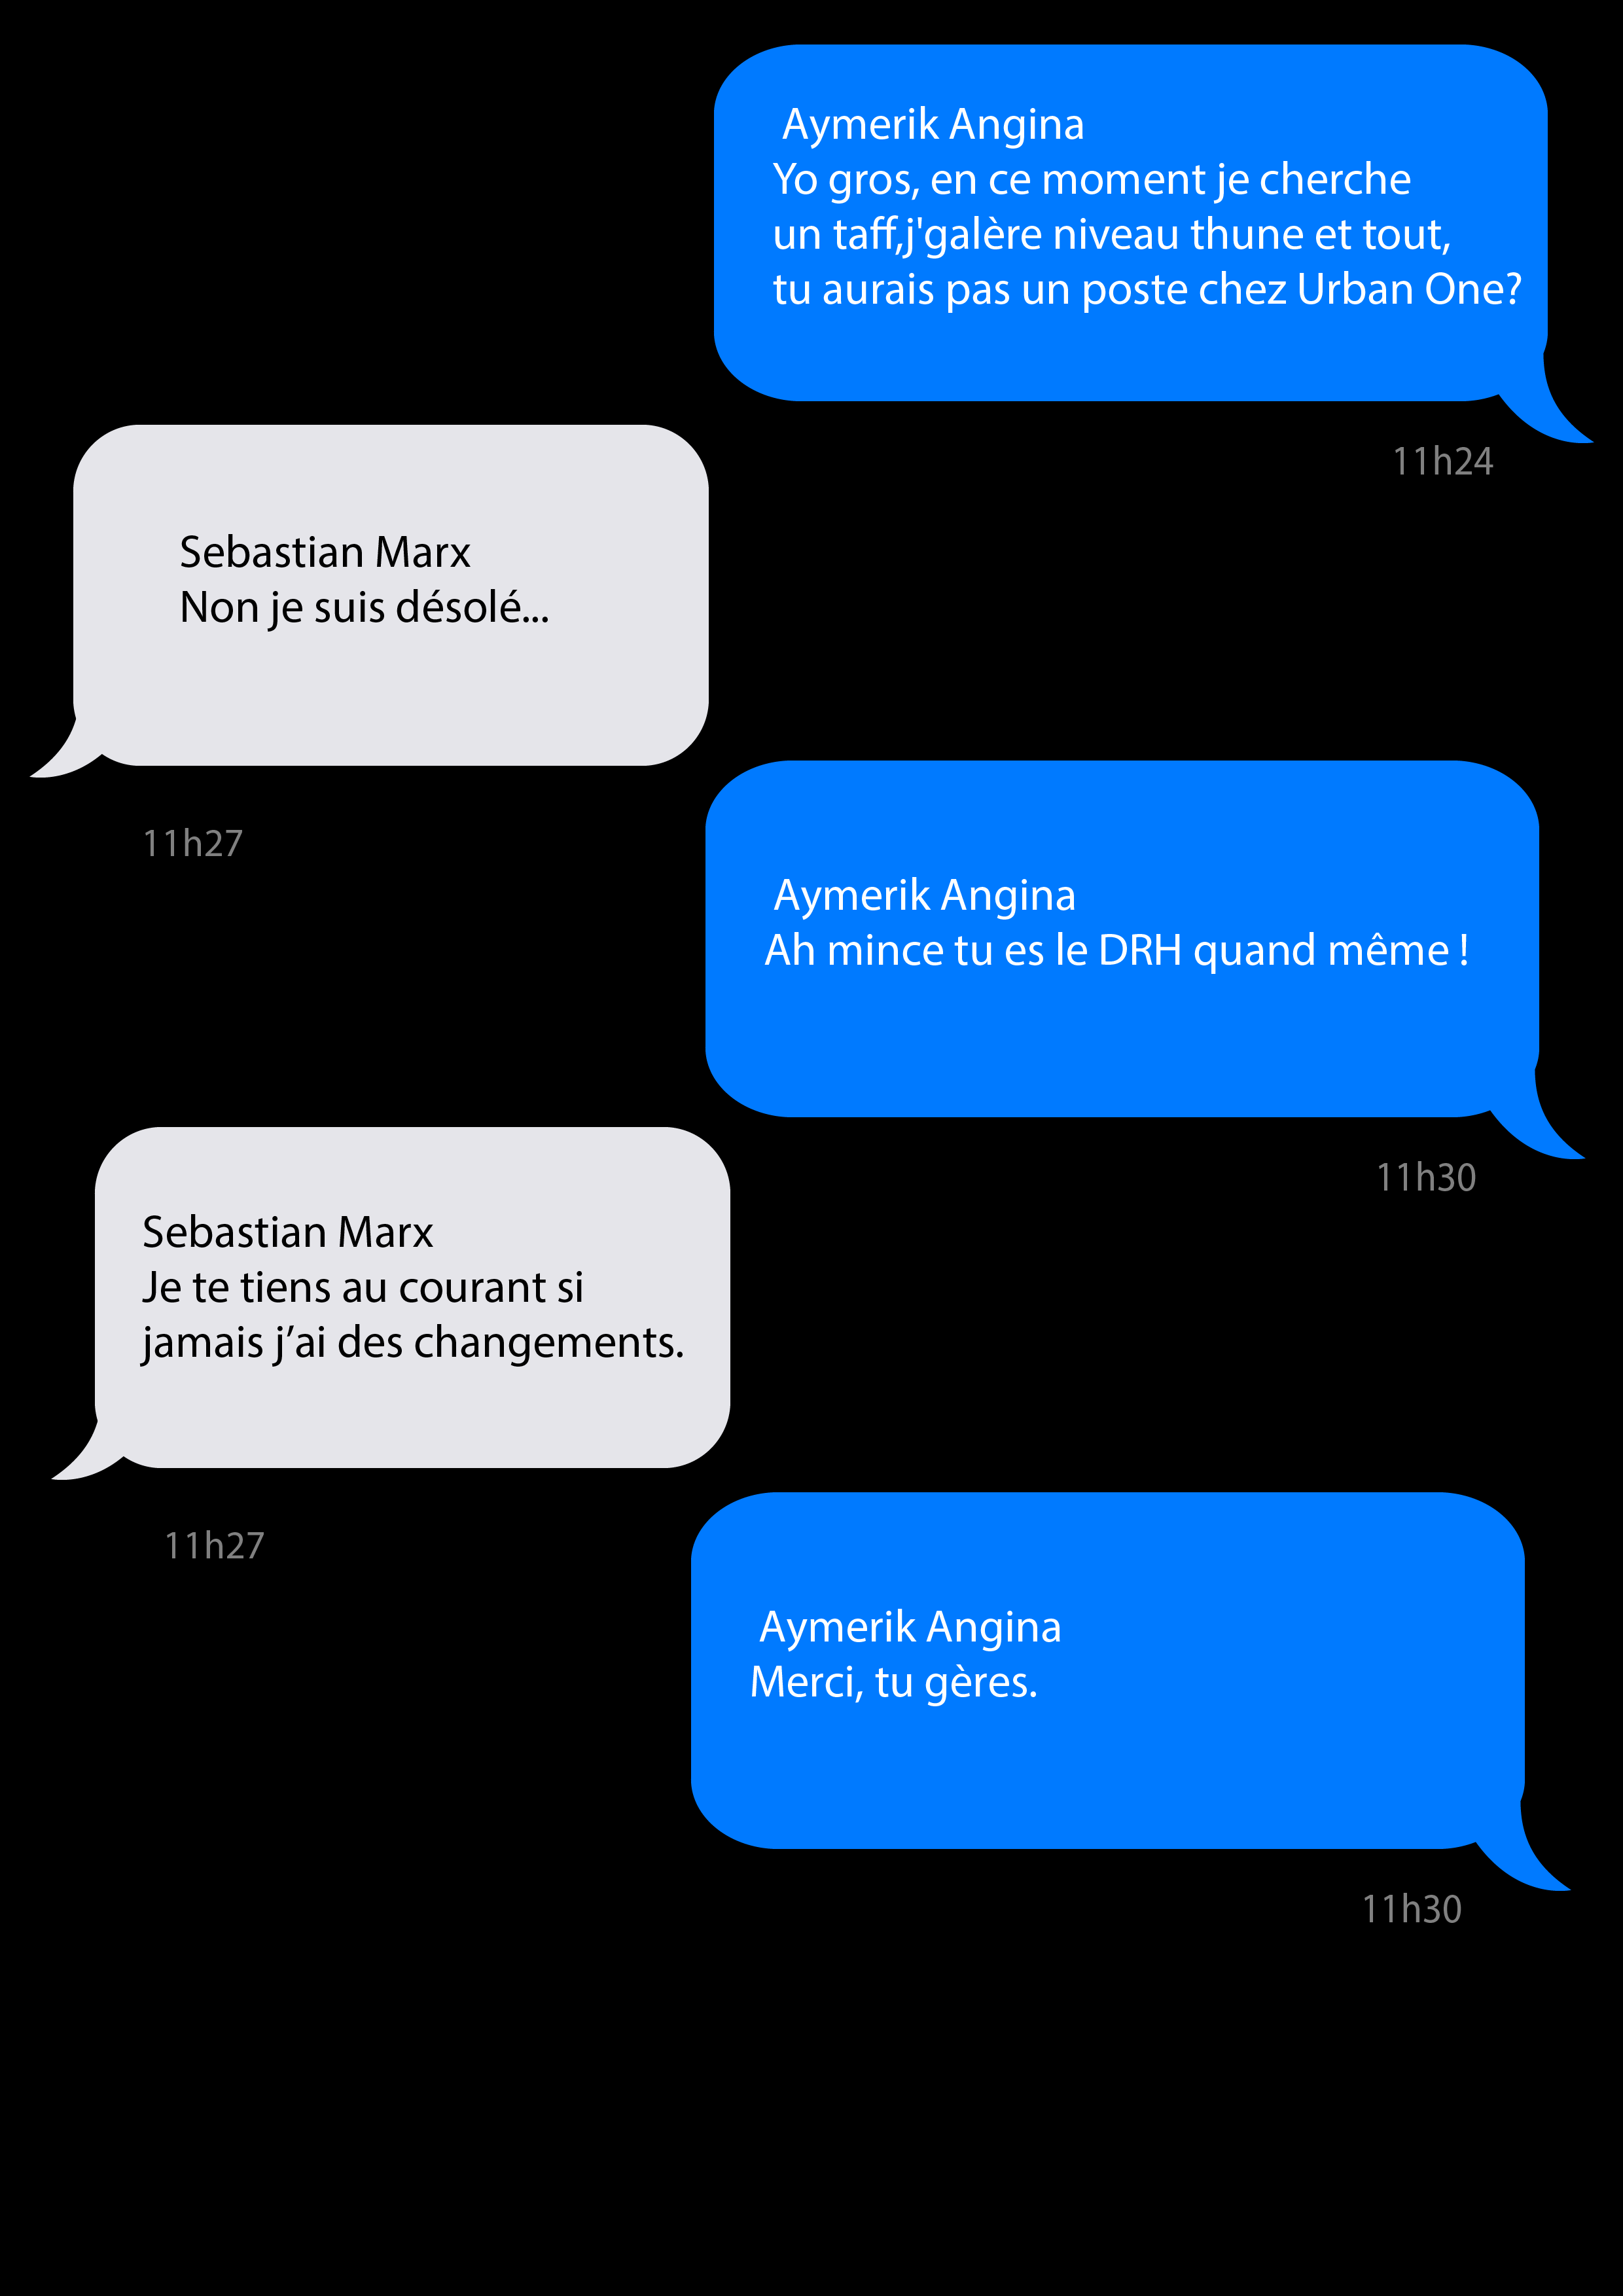 Aymerik Angina
Yo gros, en ce moment je cherche
un taff,j'galère niveau thune et tout,
tu aurais pas un poste chez Urban One?
11h24
Sebastian Marx
Non je suis désolé...
11h27
Aymerik Angina
Ah mince tu es le DRH quand même !
11h30
Sebastian Marx
Je te tiens au courant si
jamais j’ai des changements.
11h27
Aymerik Angina
Merci, tu gères.
11h30